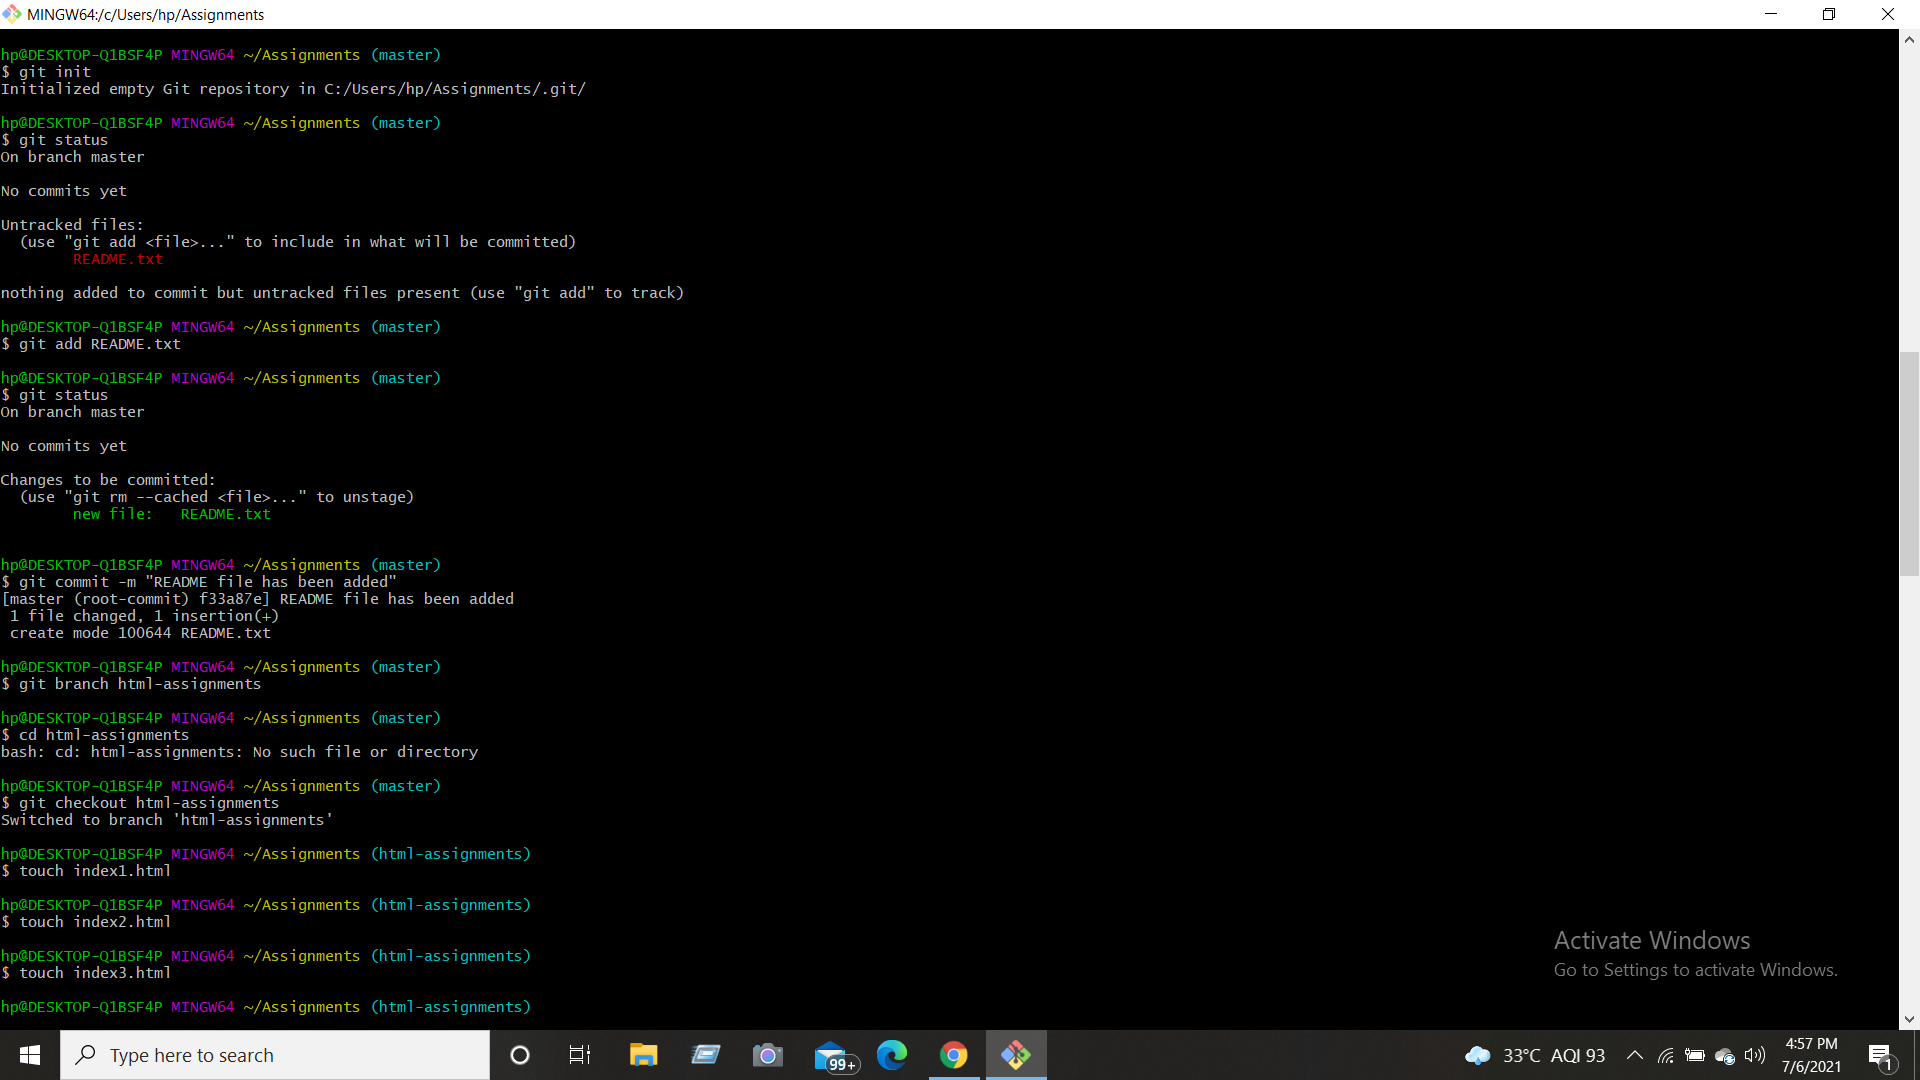 MINGW64:/c/Users/hp/Assignments
hp@DESKTOP-Q1BSF4P MINGW64 ~/Assignments (master)
$ git init
Initialized empty Git repository in C:/Users/hp/Assignments/.git/
hp@DESKTOP-Q1BSF4P MINGW64 ~/Assignments (master)
$ git status
On branch master
No commits yet
Untracked files:
  (use "git add <file>..." to include in what will be committed)
        README.txt
nothing added to commit but untracked files present (use "git add" to track)
hp@DESKTOP-Q1BSF4P MINGW64 ~/Assignments (master)
$ git add README.txt
hp@DESKTOP-Q1BSF4P MINGW64 ~/Assignments (master)
$ git status
On branch master
No commits yet
Changes to be committed:
  (use "git rm --cached <file>..." to unstage)
        new file:   README.txt
hp@DESKTOP-Q1BSF4P MINGW64 ~/Assignments (master)
$ git commit -m "README file has been added"
[master (root-commit) f33a87e] README file has been added
 1 file changed, 1 insertion(+)
 create mode 100644 README.txt
hp@DESKTOP-Q1BSF4P MINGW64 ~/Assignments (master)
$ git branch html-assignments
hp@DESKTOP-Q1BSF4P MINGW64 ~/Assignments (master)
$ cd html-assignments
bash: cd: html-assignments: No such file or directory
hp@DESKTOP-Q1BSF4P MINGW64 ~/Assignments (master)
$ git checkout html-assignments
Switched to branch 'html-assignments'
hp@DESKTOP-Q1BSF4P MINGW64 ~/Assignments (html-assignments)
$ touch index1.html
hp@DESKTOP-Q1BSF4P MINGW64 ~/Assignments (html-assignments)
$ touch index2.html
hp@DESKTOP-Q1BSF4P MINGW64 ~/Assignments (html-assignments)
$ touch index3.html
hp@DESKTOP-Q1BSF4P MINGW64 ~/Assignments (html-assignments)
Activate Windows
Go to Settings to activate Windows.
Type here to search
99+
33°C AQI 93
4:57 PM
7/6/2021
1